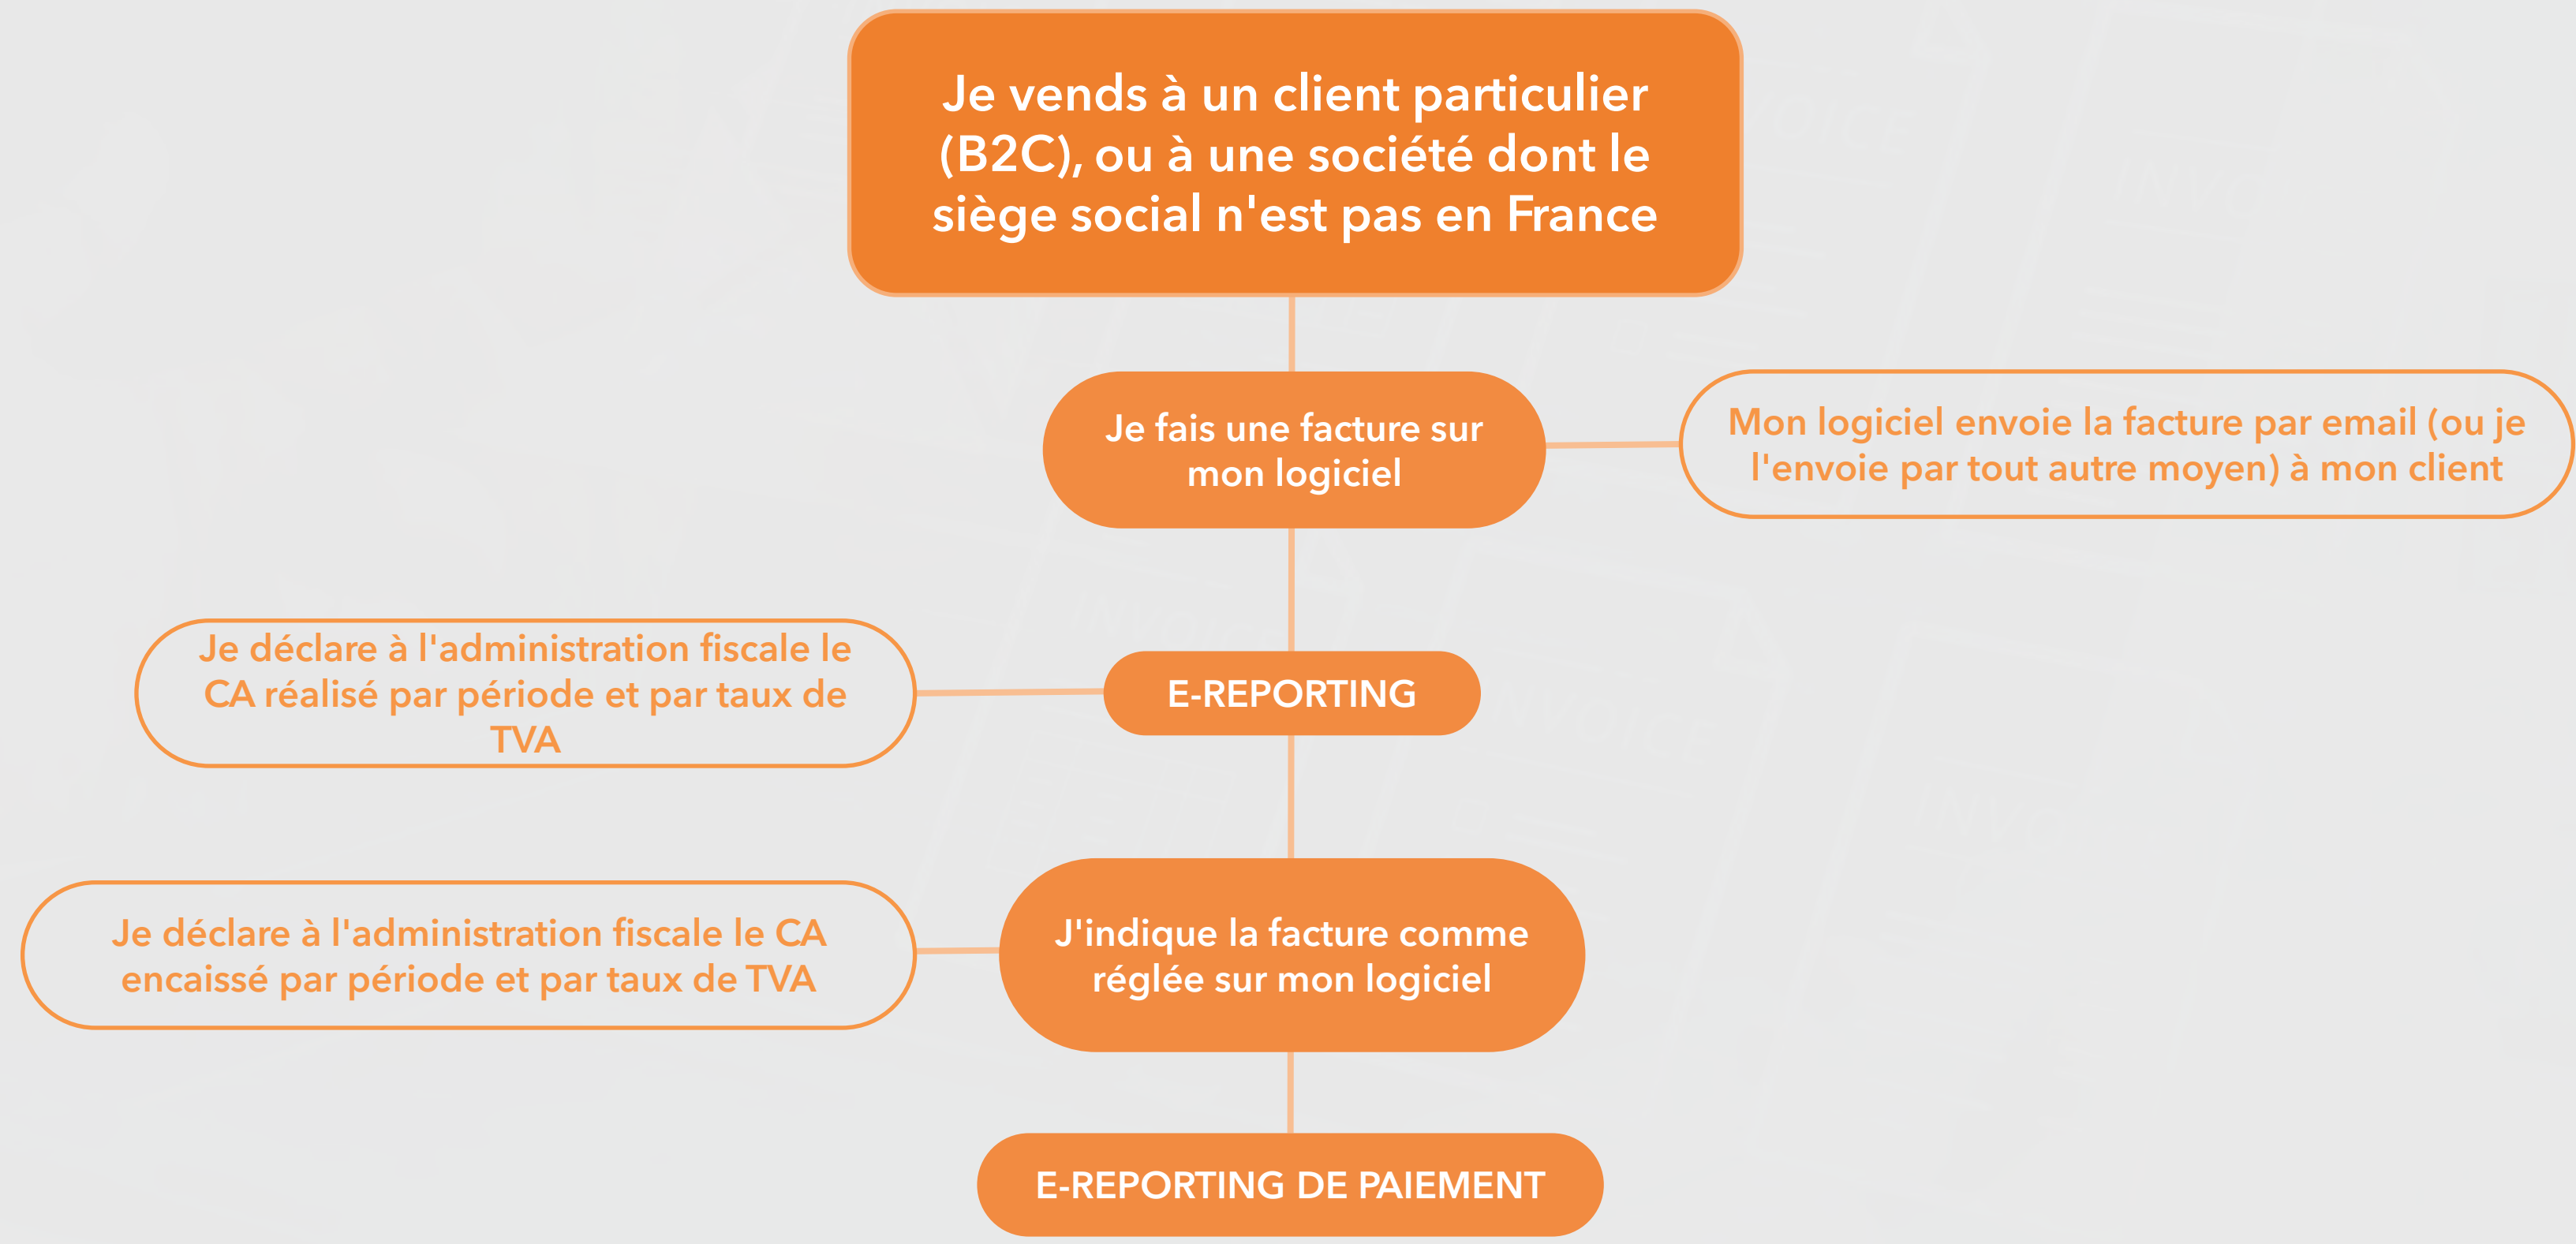 Je vends à un client particulier
(B2C), ou à une société dont le
siège social n'est pas en France
Je fais une facture sur
mon logiciel
Mon logiciel envoie la facture par email (ou je
l'envoie par tout autre moyen) à mon client
Je déclare à l'administration fiscale le
CA réalisé par période et par taux de
TVA
E-REPORTING
Je déclare à l'administration fiscale le CA
encaissé par période et par taux de TVA
J'indique la facture comme
réglée sur mon logiciel
E-REPORTING DE PAIEMENT